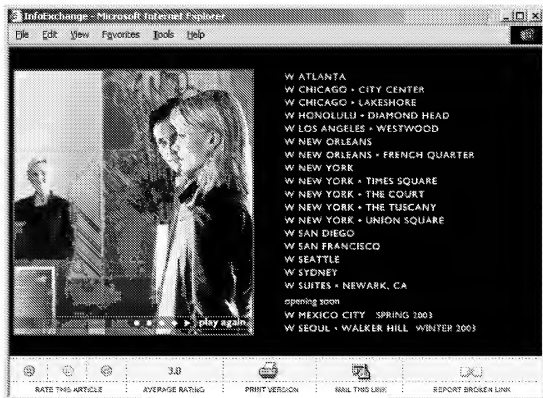 InfoExchange - Microsoft Internet Explorer
File Edit View Favorites Tools Help
W ATLANTA
W CHICAGO • CITY CENTER
W CHICAGO • LAKESHORE
W HONOLULU • DIAMOND HEAD
W LOS ANGELES • WESTWOOD
W NEW ORLEANS
W NEW ORLEANS • FRENCH QUARTER
W NEW YORK
W NEW YORK • TIMES SQUARE
W NEW YORK • THE COURT
W NEW YORK • THE TUSCANY
W NEW YORK • UNION SQUARE
W SAN DIEGO
W SAN FRANCISCO
W SEATTLE
W SYDNEY
W SUITES • NEWARK, CA
opening soon
W MEXICO CITY SPRING 2003
W SEOUL • WALKER HILL WINTER 2003
play again
3.0
RATE THIS ARTICLE AVERAGE RATING PRINT VERSION MAIL THIS LINK REPORT BROKEN LINK